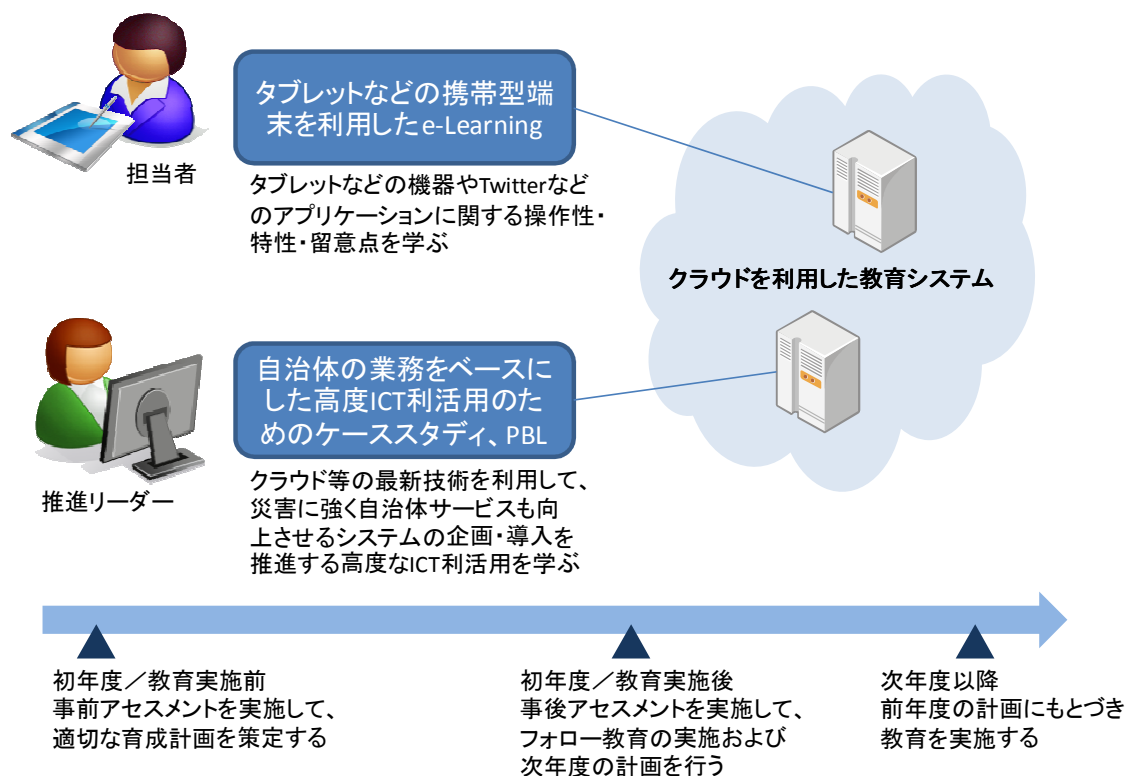 タブレットなどの携帯型端
末を利用したe-Learning
担当者
タブレットなどの機器やTwitterなど
のアプリケーションに関する操作性・
特性・留意点を学ぶ
クラウドを利用した教育システム
自治体の業務をベースに
した高度ICT利活用のた
めのケーススタディ、PBL
推進リーダー
クラウド等の最新技術を利用して、
災害に強く自治体サービスも向
上させるシステムの企画・導入を
推進する高度なICT利活用を学ぶ
初年度／教育実施前
事前アセスメントを実施して、
適切な育成計画を策定する
初年度／教育実施後
事後アセスメントを実施して、
フォロー教育の実施および
次年度の計画を行う
次年度以降
前年度の計画にもとづき
教育を実施する